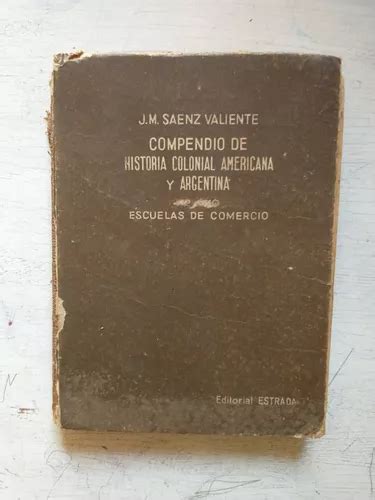 J.M. SAENZ VALIENTE
COMPENDIO DE
HISTORIA COLONIAL AMERICANA
Y ARGENTINA
ESCUELAS DE COMERCIO
Editorial ESTRADA